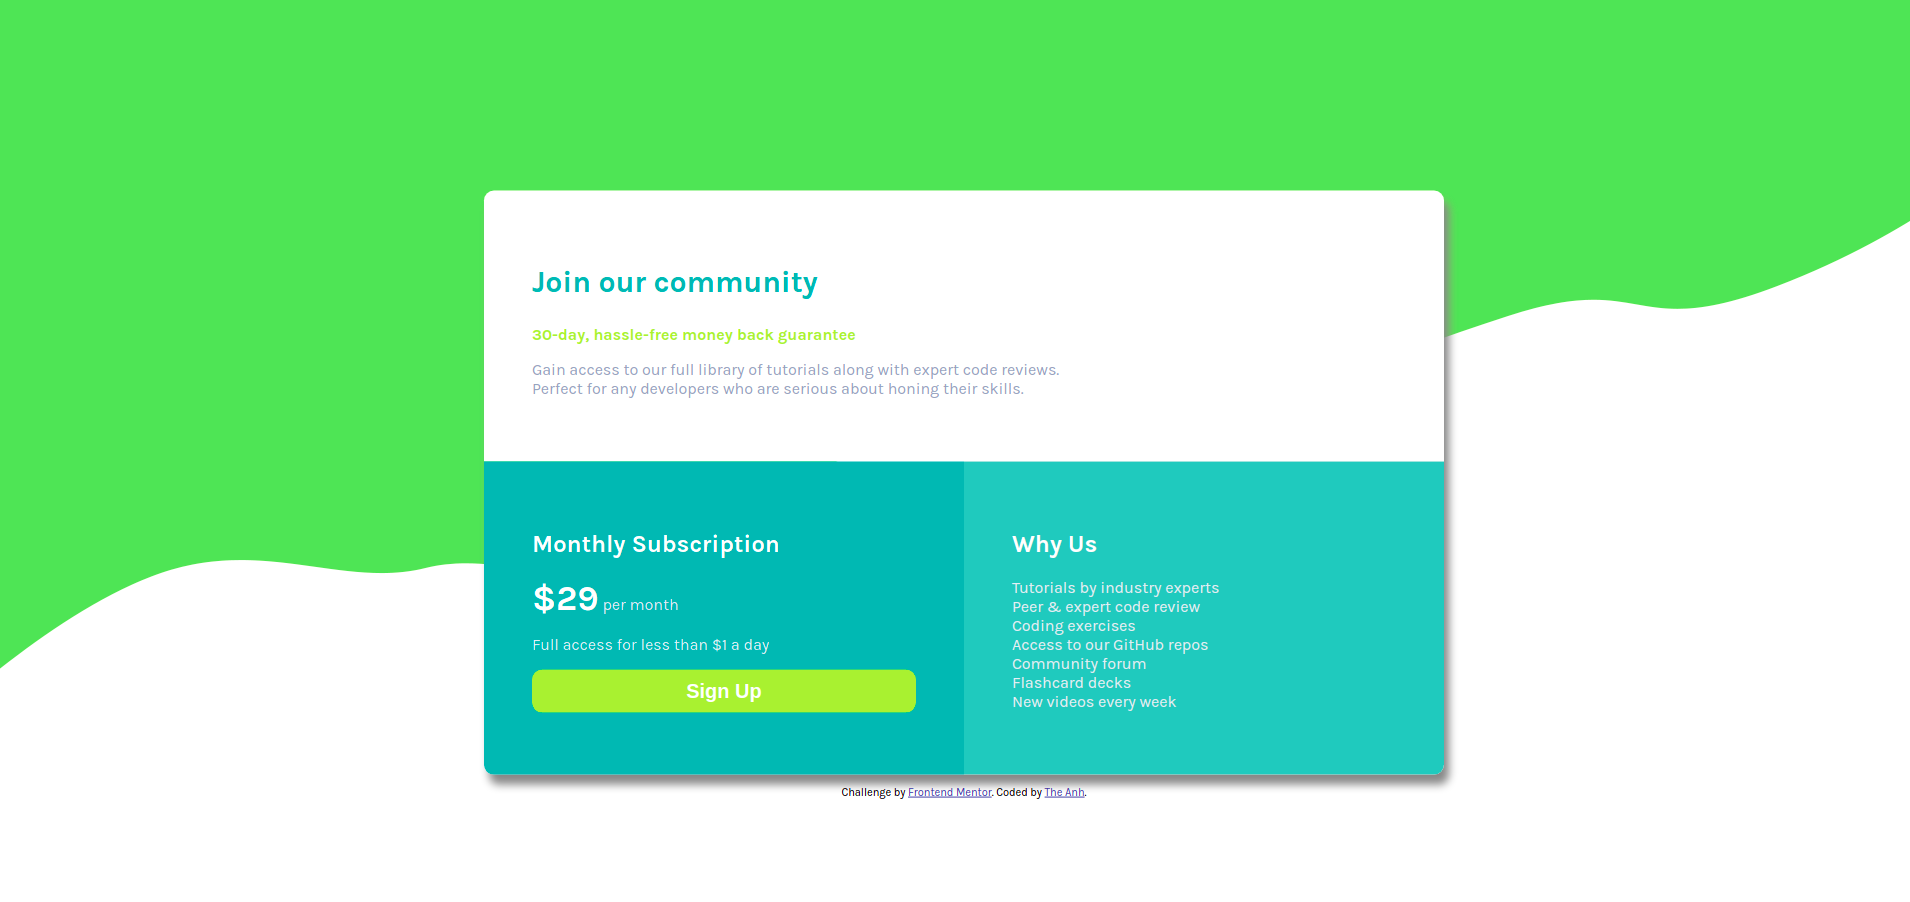 Join our community
30-day, hassle-free money back guarantee
Gain access to our full library of tutorials along with expert code reviews.
Perfect for any developers who are serious about honing their skills.
Monthly Subscription
$29 per month
Full access for less than $1 a day
Sign Up
Why Us
Tutorials by industry experts
Peer & expert code review
Coding exercises
Access to our GitHub repos
Community forum
Flashcard decks
New videos every week
Challenge by Frontend Mentor. Coded by The Anh.